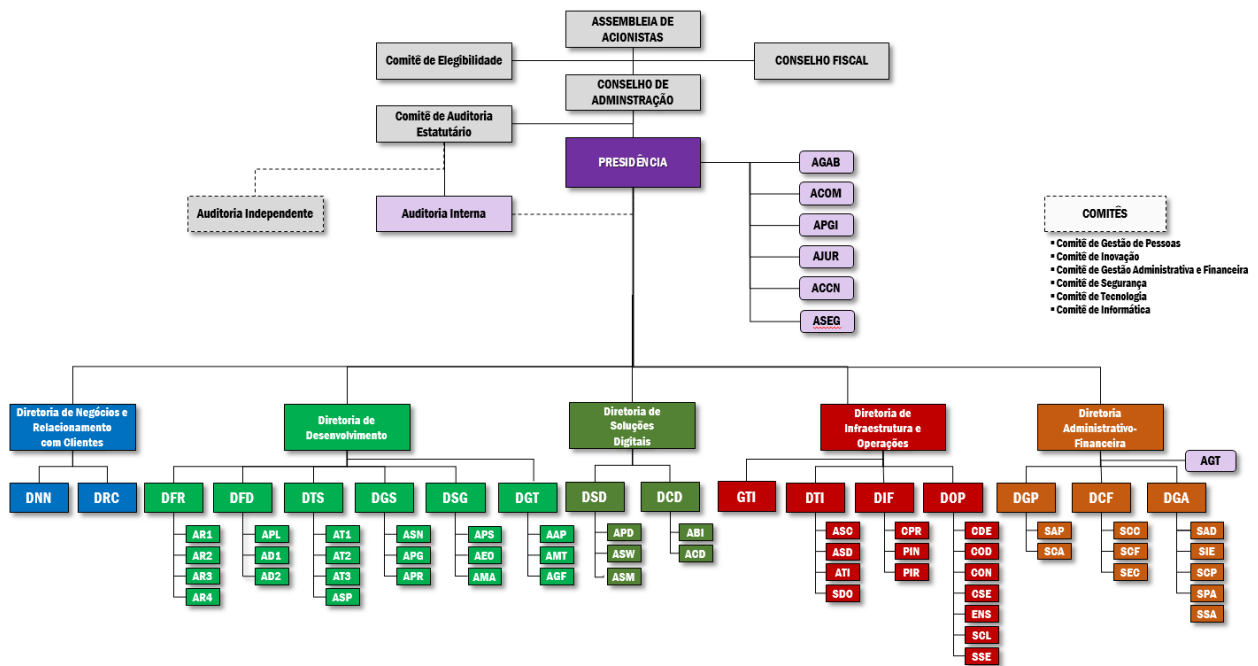 ASSEMBLEIA DE
ACIONISTAS
Comitê de Elegibilidade
CONSELHO FISCAL
CONSELHO DE
ADMINSTRAÇÃO
Comitê de Auditoria
Estatutário
PRESIDÊNCIA
AGAB
ACOM
APGI
AJUR
ACCN
ASEG
Auditoria Independente
Auditoria Interna
COMITÊS
▪ Comitê de Gestão de Pessoas
▪ Comitê de Inovação
▪ Comitê de Gestão Administrativa e Financeira
▪ Comitê de Segurança
▪ Comitê de Tecnologia
▪ Comitê de Informática
Diretoria de Negócios e
Relacionamento
com Clientes
Diretoria de
Desenvolvimento
Diretoria de
Soluções
Digitais
Diretoria de
Infraestrutura e
Operações
Diretoria
Administrativo-
Financeira
AGT
DNN
DRC
DFR
DFD
DTS
DGS
DSG
DGT
DSD
DCD
GTI
DTI
DIF
DOP
DGP
DCF
DGA
AR1
AR2
AR3
AR4
APL
AD1
AD2
AT1
AT2
AT3
ASP
ASN
APG
APR
APS
AEO
AMA
AAP
AMT
AGF
APD
ASW
ASM
ABI
ACD
ASC
ASD
ATI
SDO
CPR
PIN
PIR
CDE
COD
CON
CSE
ENS
SCL
SSE
SAP
SCA
SCC
SCF
SEC
SAD
SIE
SCP
SPA
SSA